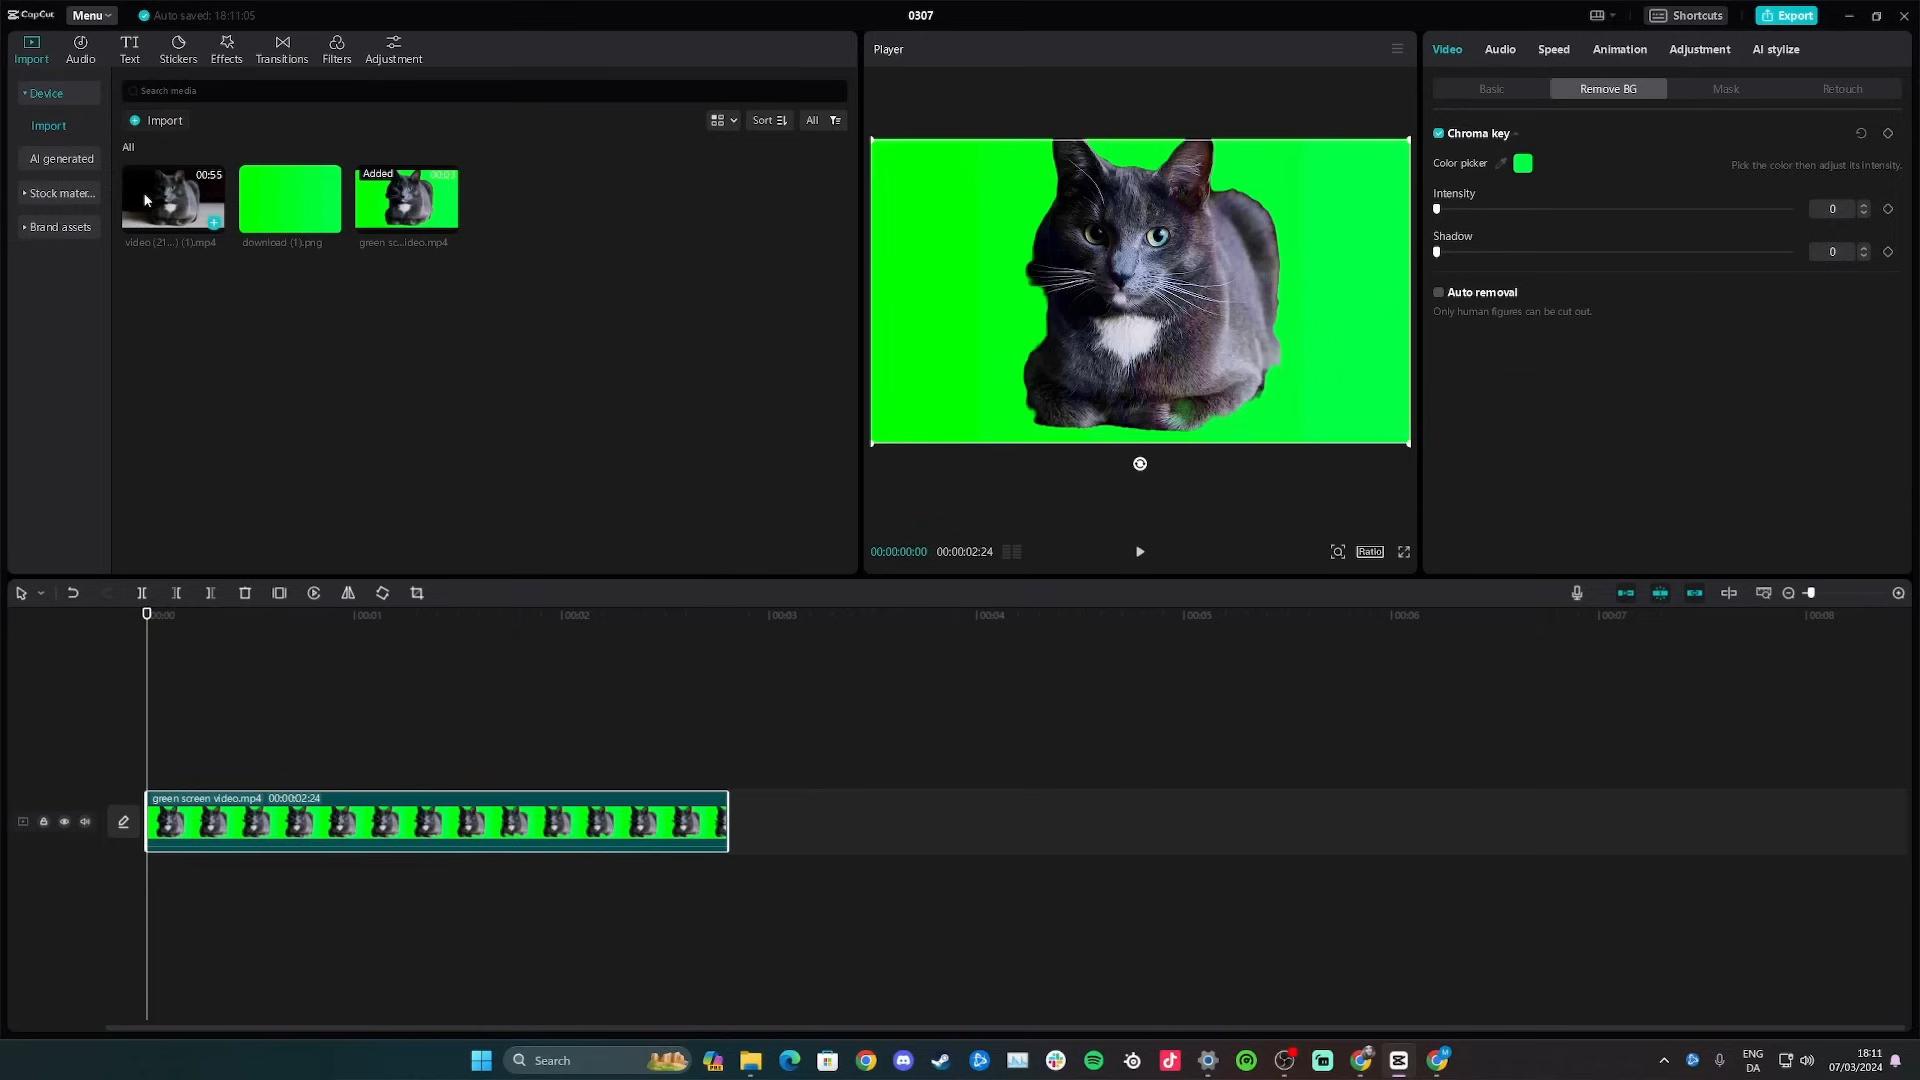 CapCut
Menu
Auto saved: 18:11:05
0307
Shortcuts
Export
Import
Audio
TI
Text
Stickers
Effects
Transitions
Filters
Adjustment
Device
Import
AI generated
Stock mater...
Brand assets
Search media
Import
Sort
All
All
00:55
Added
00:03
video (21...) (1).mp4
download (1).png
green sc...ideo.mp4
Player
00:00:00:00
00:00:02:24
Ratio
Video
Audio
Speed
Animation
Adjustment
AI stylize
Basic
Remove BG
Mask
Retouch
Chroma key
Color picker
Pick the color then adjust its intensity.
Intensity
0
Shadow
0
Auto removal
Only human figures can be cut out.
00:00
00:01
00:02
00:03
00:04
00:05
00:06
00:07
00:08
green screen video.mp4 00:00:02:24
Search
ENG
DA
18:11
07/03/2024